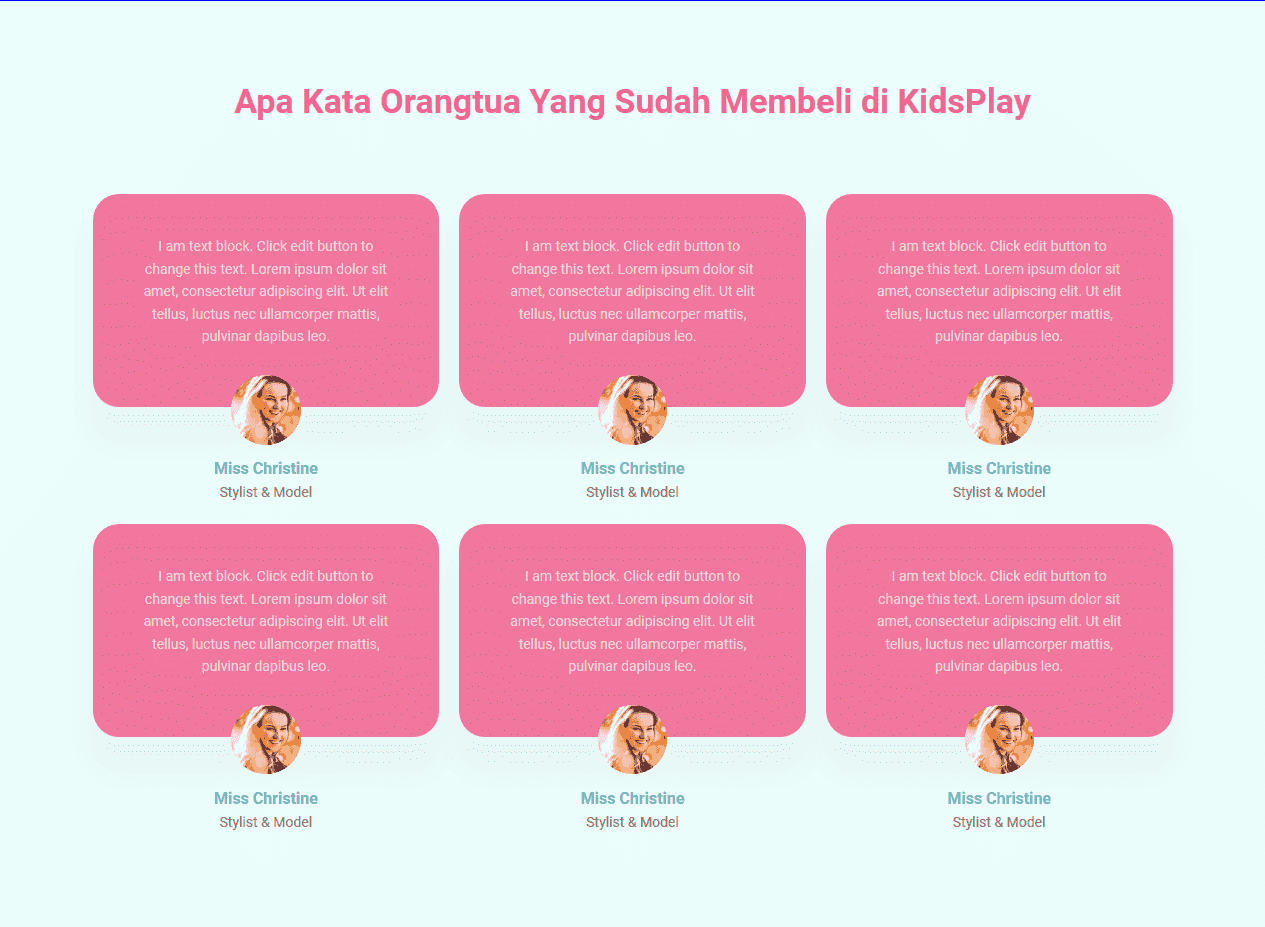 Apa Kata Orangtua Yang Sudah Membeli di KidsPlay
I am text block. Click edit button to
change this text. Lorem ipsum dolor sit
amet, consectetur adipiscing elit. Ut elit
tellus, luctus nec ullamcorper mattis,
pulvinar dapibus leo.
Miss Christine
Stylist & Model
I am text block. Click edit button to
change this text. Lorem ipsum dolor sit
amet, consectetur adipiscing elit. Ut elit
tellus, luctus nec ullamcorper mattis,
pulvinar dapibus leo.
Miss Christine
Stylist & Model
I am text block. Click edit button to
change this text. Lorem ipsum dolor sit
amet, consectetur adipiscing elit. Ut elit
tellus, luctus nec ullamcorper mattis,
pulvinar dapibus leo.
Miss Christine
Stylist & Model
I am text block. Click edit button to
change this text. Lorem ipsum dolor sit
amet, consectetur adipiscing elit. Ut elit
tellus, luctus nec ullamcorper mattis,
pulvinar dapibus leo.
Miss Christine
Stylist & Model
I am text block. Click edit button to
change this text. Lorem ipsum dolor sit
amet, consectetur adipiscing elit. Ut elit
tellus, luctus nec ullamcorper mattis,
pulvinar dapibus leo.
Miss Christine
Stylist & Model
I am text block. Click edit button to
change this text. Lorem ipsum dolor sit
amet, consectetur adipiscing elit. Ut elit
tellus, luctus nec ullamcorper mattis,
pulvinar dapibus leo.
Miss Christine
Stylist & Model